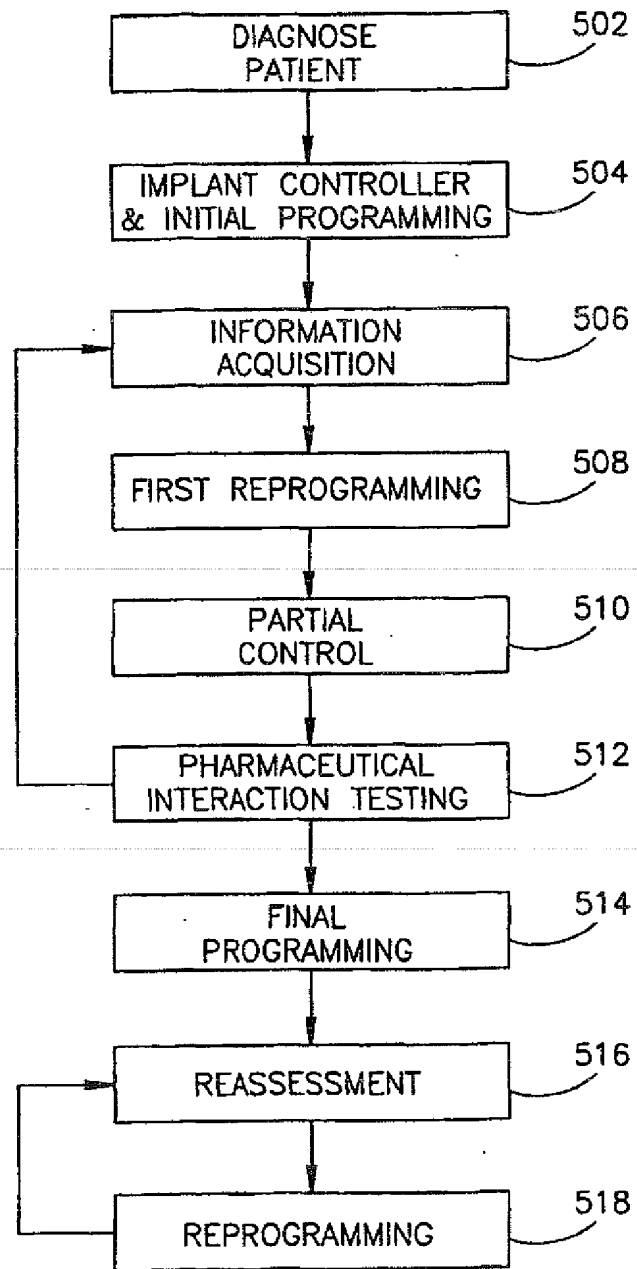 DIAGNOSE
PATIENT
502
IMPLANT CONTROLLER
& INITIAL PROGRAMMING
504
INFORMATION
ACQUISITION
506
FIRST REPROGRAMMING
508
PARTIAL
CONTROL
510
PHARMACEUTICAL
INTERACTION TESTING
512
FINAL
PROGRAMMING
514
REASSESSMENT
516
REPROGRAMMING
518